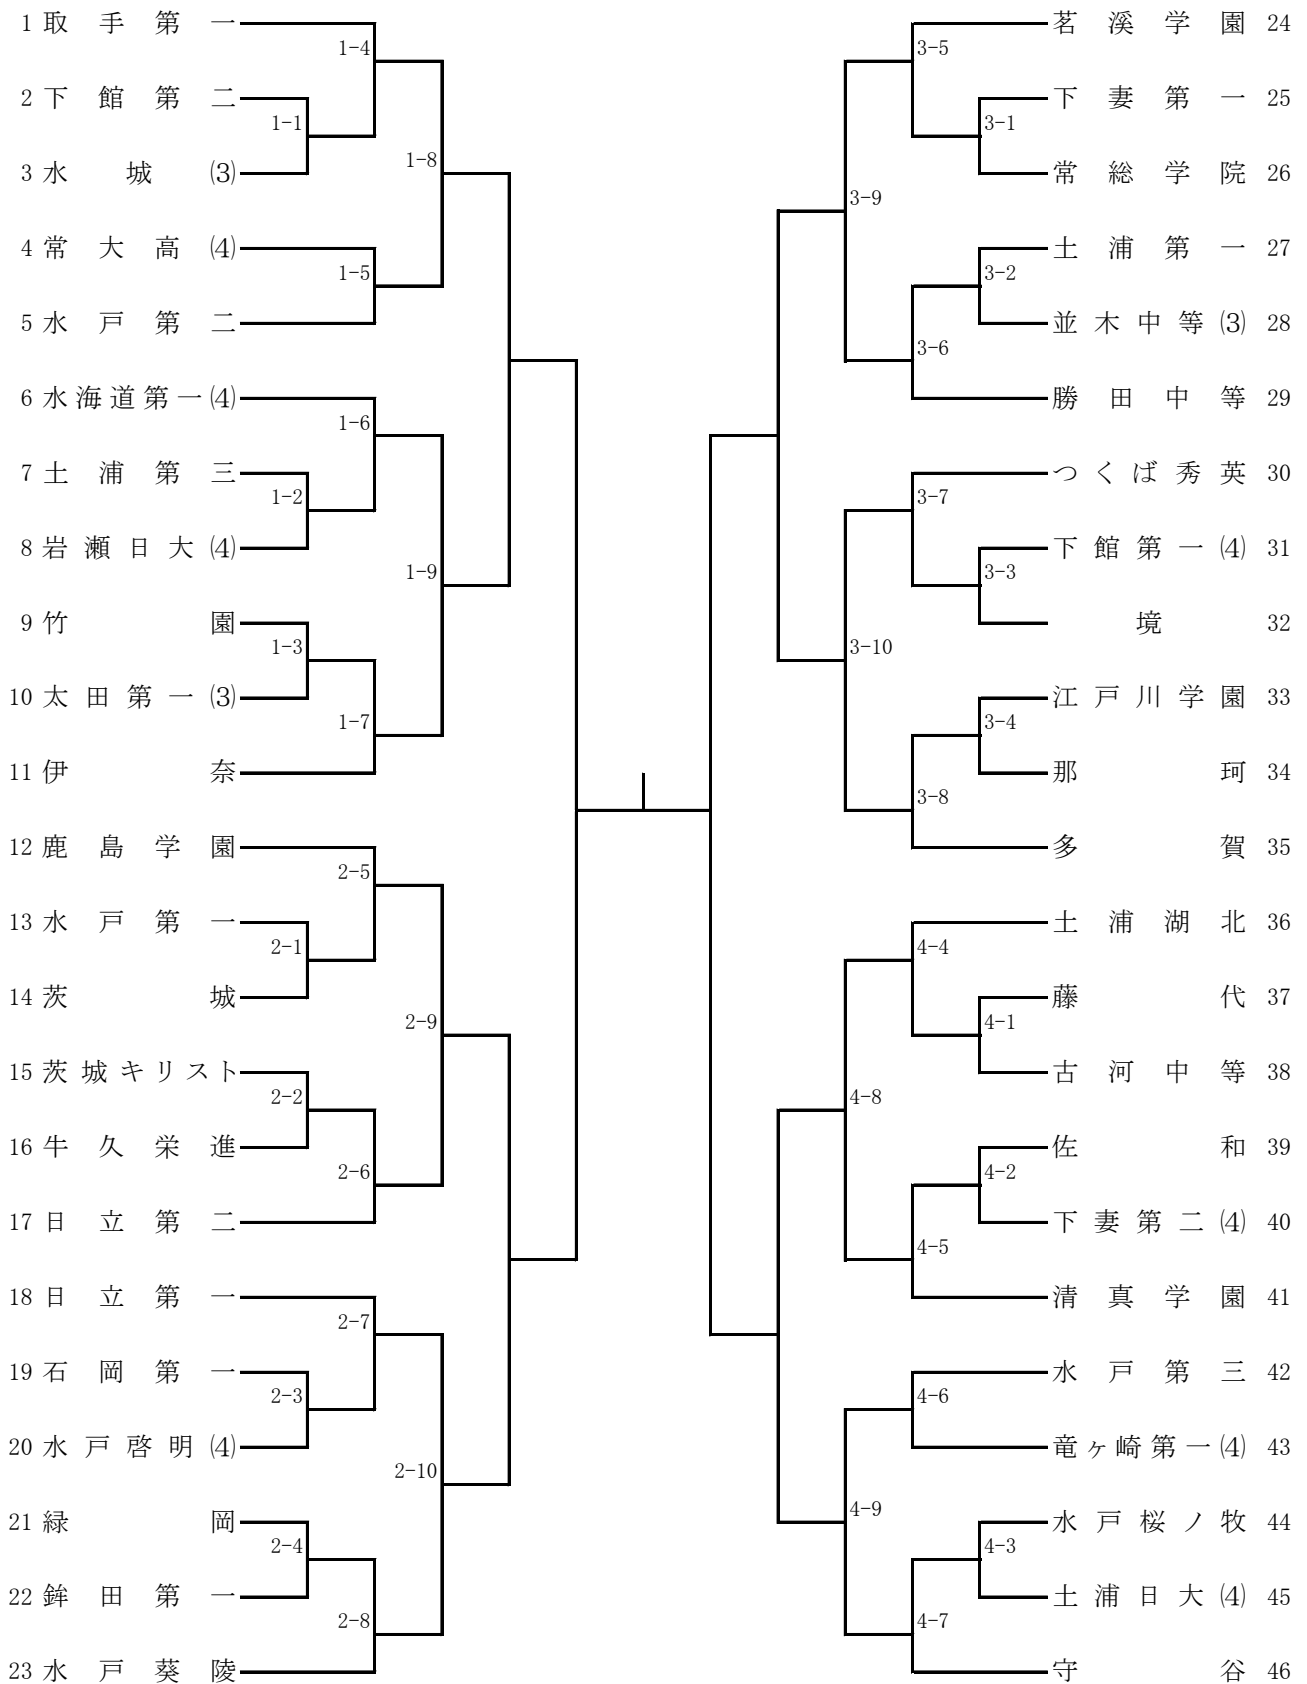 1 取手第一
1-4
2 下館第二
1-1
3 水城(3)
1-8
4 常大高(4)
1-5
5 水戸第二
6 水海道第一(4)
1-6
7 土浦第三
1-2
8 岩瀬日大(4)
1-9
9 竹園
1-3
10 太田第一(3)
1-7
11 伊奈
12 鹿島学園
2-5
13 水戸第一
2-1
14 茨城
2-9
15 茨城キリスト
2-2
16 牛久栄進
2-6
17 日立第二
18 日立第一
2-7
19 石岡第一
2-3
20 水戸啓明(4)
2-10
21 緑岡
2-4
22 鉾田第一
2-8
23 水戸葵陵
茗溪学園 24
3-5
下妻第一 25
3-1
常総学院 26
3-9
土浦第一 27
3-2
並木中等(3) 28
3-6
勝田中等 29
つくば秀英 30
3-7
下館第一(4) 31
3-3
境 32
3-10
江戸川学園 33
3-4
那珂 34
3-8
多賀 35
土浦湖北 36
4-4
藤代 37
4-1
古河中等 38
4-8
佐和 39
4-2
下妻第二(4) 40
4-5
清真学園 41
水戸第三 42
4-6
竜ヶ崎第一(4) 43
4-9
水戸桜ノ牧 44
4-3
土浦日大(4) 45
4-7
守谷 46